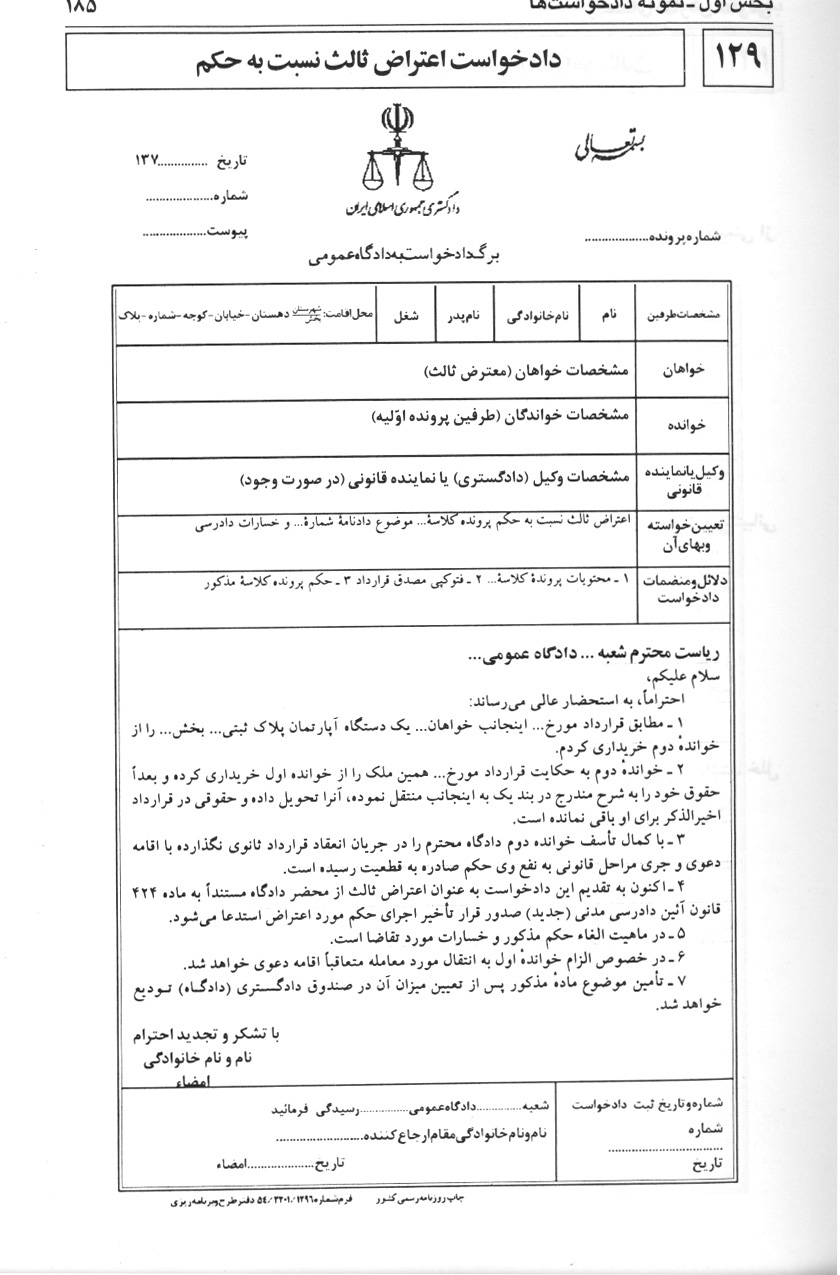 بخش اول ـ نمونه دادخواست‌ها ۱۸۵
۱۲۹ دادخواست اعتراض ثالث نسبت به حکم
بسمه تعالی
تاریخ ...............۱۳۷
شماره....................
پیوست...................
دادگستری جمهوری اسلامی ایران
شماره پرونده...................
برگ دادخواست به دادگاه عمومی
مشخصات طرفین نام نام خانوادگی نام پدر شغل محل اقامت: شهرستان بخش دهستان-خیابان-کوچه-شماره-پلاک
خواهان مشخصات خواهان (معترض ثالث)
خوانده مشخصات خواندگان (طرفین پرونده اوّلیه)
وکیل یا نماینده قانونی مشخصات وکیل (دادگستری) یا نماینده قانونی (در صورت وجود)
تعیین خواسته وبهای آن اعتراض ثالث نسبت به حکم پرونده کلاسهٔ... موضوع دادنامهٔ شمارهٔ... و خسارات دادرسی
دلائل و منضمات دادخواست ۱ ـ محتویات پروندهٔ کلاسهٔ... ۲ ـ فتوکپی مصدق قرارداد ۳ ـ حکم پرونده کلاسهٔ مذکور
ریاست محترم شعبه ... دادگاه عمومی...
سلام علیکم،
احتراماً، به استحضار عالی می‌رساند:
۱ ـ مطابق قرارداد مورخ... اینجانب خواهان... یک دستگاه آپارتمان پلاک ثبتی... بخش... را از
خواندهٔ دوم خریداری کردم.
۲ ـ خواندهٔ دوم به حکایت قرارداد مورخ... همین ملک را از خوانده اول خریداری کرده و بعداً
حقوق خود را به شرح مندرج در بند یک به اینجانب منتقل نموده، آنرا تحویل داده و حقوقی در قرارداد
اخیرالذکر برای او باقی نمانده است.
۳ ـ با کمال تأسف خوانده دوم دادگاه محترم را در جریان انعقاد قرارداد ثانوی نگذارده با اقامه
دعوی و جری مراحل قانونی به نفع وی حکم صادره به قطعیت رسیده است.
۴ ـ اکنون به تقدیم این دادخواست به عنوان اعتراض ثالث از محضر دادگاه مستنداً به ماده ۴۲۴
قانون آئین دادرسی مدنی (جدید) صدور قرار تأخیر اجرای حکم مورد اعتراض استدعا می‌شود.
۵ ـ در ماهیت الغاء حکم مذکور و خسارات مورد تقاضا است.
۶ ـ در خصوص الزام خواندهٔ اول به انتقال مورد معامله متعاقباً اقامه دعوی خواهد شد.
۷ ـ تأمین موضوع مادهٔ مذکور پس از تعیین میزان آن در صندوق دادگستری (دادگاه) تودیع
خواهد شد.
با تشکر و تجدید احترام
نام و نام خانوادگی
امضاء
شماره و تاریخ ثبت دادخواست
شماره
................................
تاریخ
شعبه...............دادگاه عمومی...............رسیدگی فرمائید
نام و نام خانوادگی مقام ارجاع کننده..........................
تاریخ....................امضاء
چاپ روزنامه رسمی کشور فرم شماره ۵۴/۳۲۰۱/۱۲۹۶ دفتر طرح و برنامه ریزی